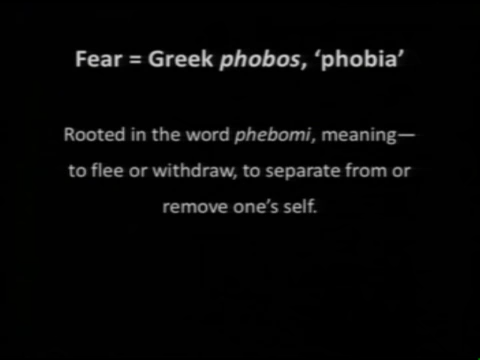 Fear = Greek phobos, ‘phobia’
Rooted in the word phebomi, meaning—
to flee or withdraw, to separate from or
remove one’s self.